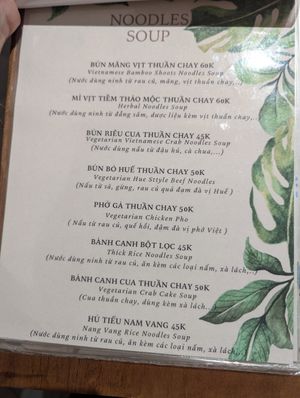 NOODLES
SOUP
BÚN MĂNG VỊT THUẦN CHAY 60K
Vietnamese Bamboo Shoots Noodles Soup
(Nước dùng ninh từ rau củ, măng, vịt thuần chay,...)
MÌ VỊT TIỀM THẢO MỘC THUẦN CHAY 60K
Herbal Noodles Soup
(Nước dùng ninh từ đẳng sâm, dược liệu kèm vịt thuần chay,...
BÚN RIÊU CUA THUẦN CHAY 45K
Vegetarian Vietnamese Crab Noodles Soup
(Nước dùng nấu từ đậu hủ, cà chua,...)
BÚN BÒ HUẾ THUẦN CHAY 50K
Vegetarian Hue Style Beef Noodles
(Nấu từ sả, gừng, rau củ quả đạm đà vị Huế )
PHỞ GÀ THUẦN CHAY 50K
Vegetarian Chicken Pho
( Nấu từ rau củ, quế hồi, đậm đà vị phở Việt )
BÁNH CANH BỘT LỌC 45K
Thick Rice Noodles Soup
(Nước dùng ninh từ rau củ, ăn kèm các loại nấm, xà lách,..)
BÁNH CANH CUA THUẦN CHAY 50K
Vegetarian Crab Cake Soup
(Cua thuần chay, dùng kèm xà lách,..
HỦ TIẾU NAM VANG 45K
Nang Vang Rice Noodles Soup
(Nước dùng ninh từ rau củ, ăn kèm các loại nấm, xà lách,..